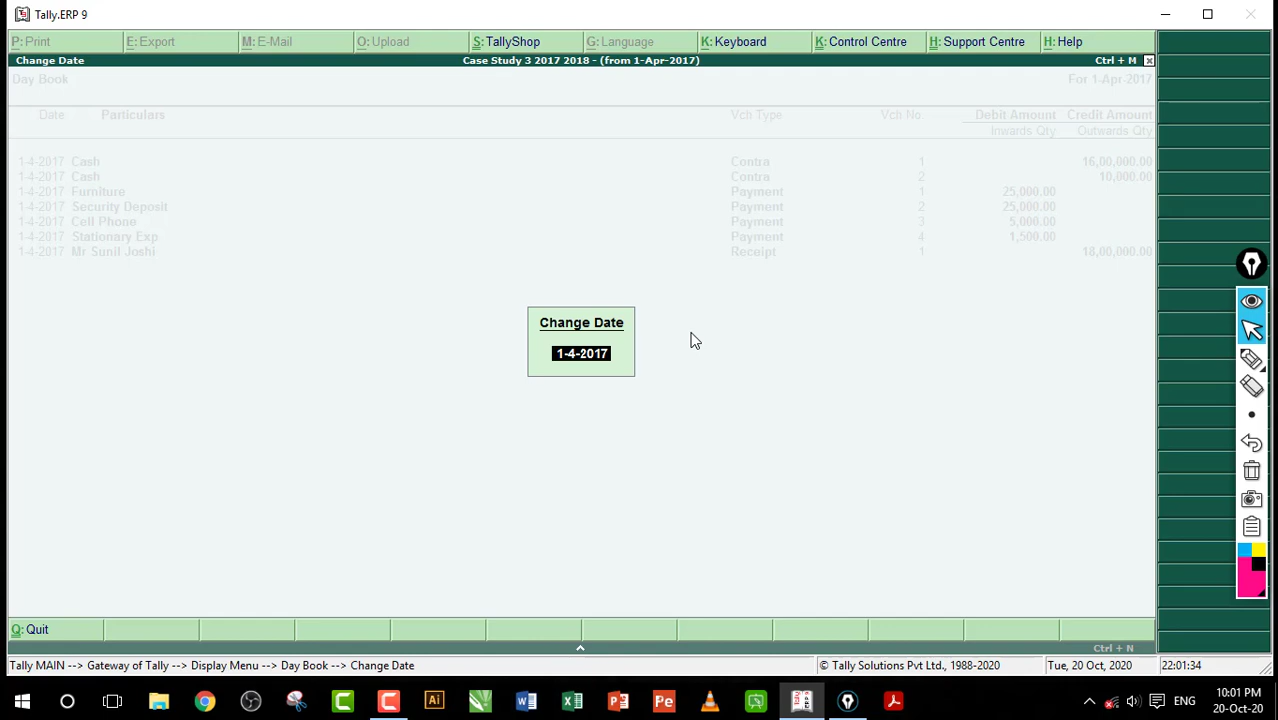 Tally.ERP 9
P: Print E: Export M: E-Mail O: Upload S: TallyShop G: Language K: Keyboard K: Control Centre H: Support Centre H: Help
Change Date Case Study 3 2017 2018 - (from 1-Apr-2017) Ctrl + M
Day Book For 1-Apr-2017
Date Particulars Vch Type Vch No. Debit Amount Credit Amount
Inwards Qty Outwards Qty
1-4-2017 Cash Contra 1 16,00,000.00
1-4-2017 Cash Contra 2 10,000.00
1-4-2017 Furniture Payment 1 25,000.00
1-4-2017 Security Deposit Payment 2 25,000.00
1-4-2017 Cell Phone Payment 3 5,000.00
1-4-2017 Stationary Exp Payment 4 1,500.00
1-4-2017 Mr Sunil Joshi Receipt 1 18,00,000.00
Change Date
1-4-2017
Q: Quit
Ctrl + N
Tally MAIN --> Gateway of Tally --> Display Menu --> Day Book --> Change Date © Tally Solutions Pvt Ltd., 1988-2020 Tue, 20 Oct, 2020 22:01:34
ENG 10:01 PM
20-Oct-20